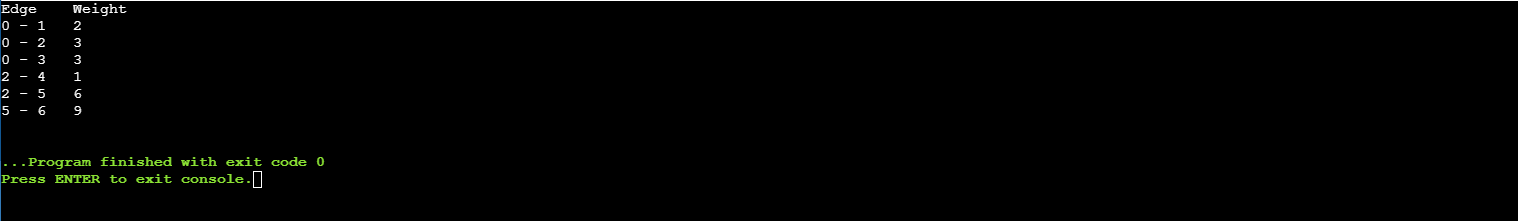 Edge    Weight
0 - 1   2
0 - 2   3
0 - 3   3
2 - 4   1
2 - 5   6
5 - 6   9
...Program finished with exit code 0
Press ENTER to exit console.